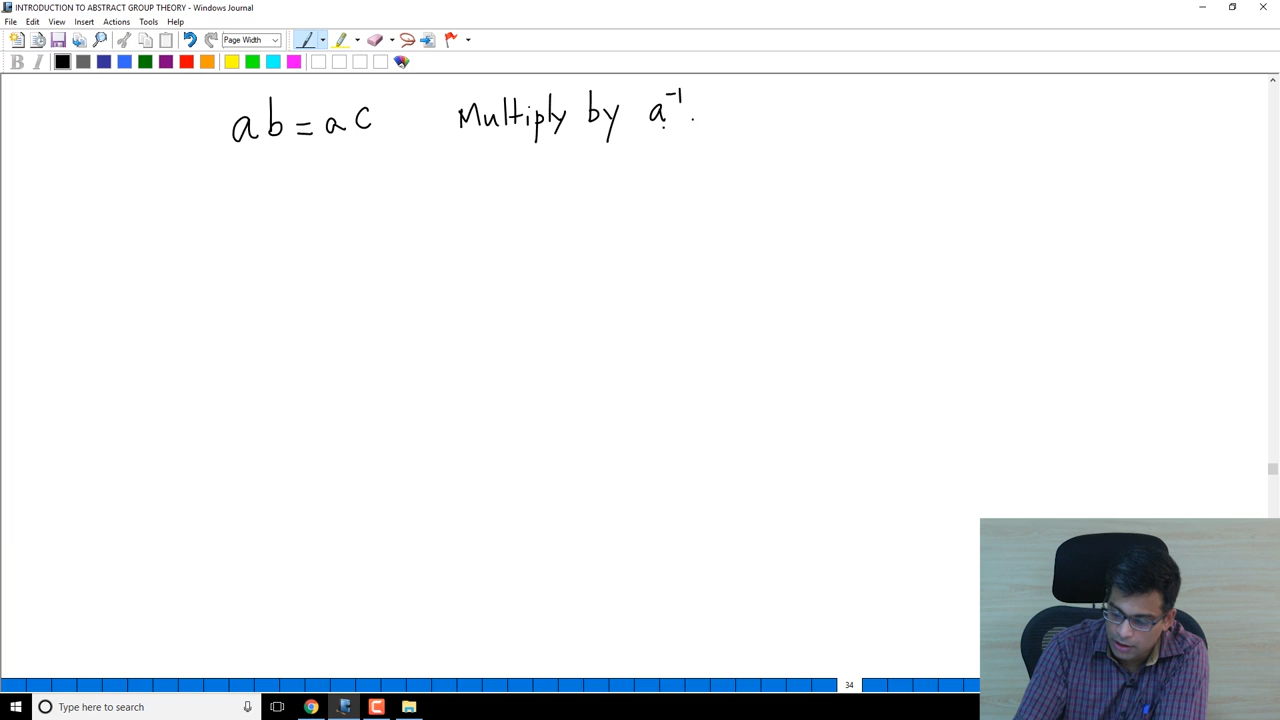 INTRODUCTION TO ABSTRACT GROUP THEORY - Windows Journal
File Edit View Insert Actions Tools Help
Page Width
B I
ab = ac Multiply by a⁻¹.
34
Type here to search